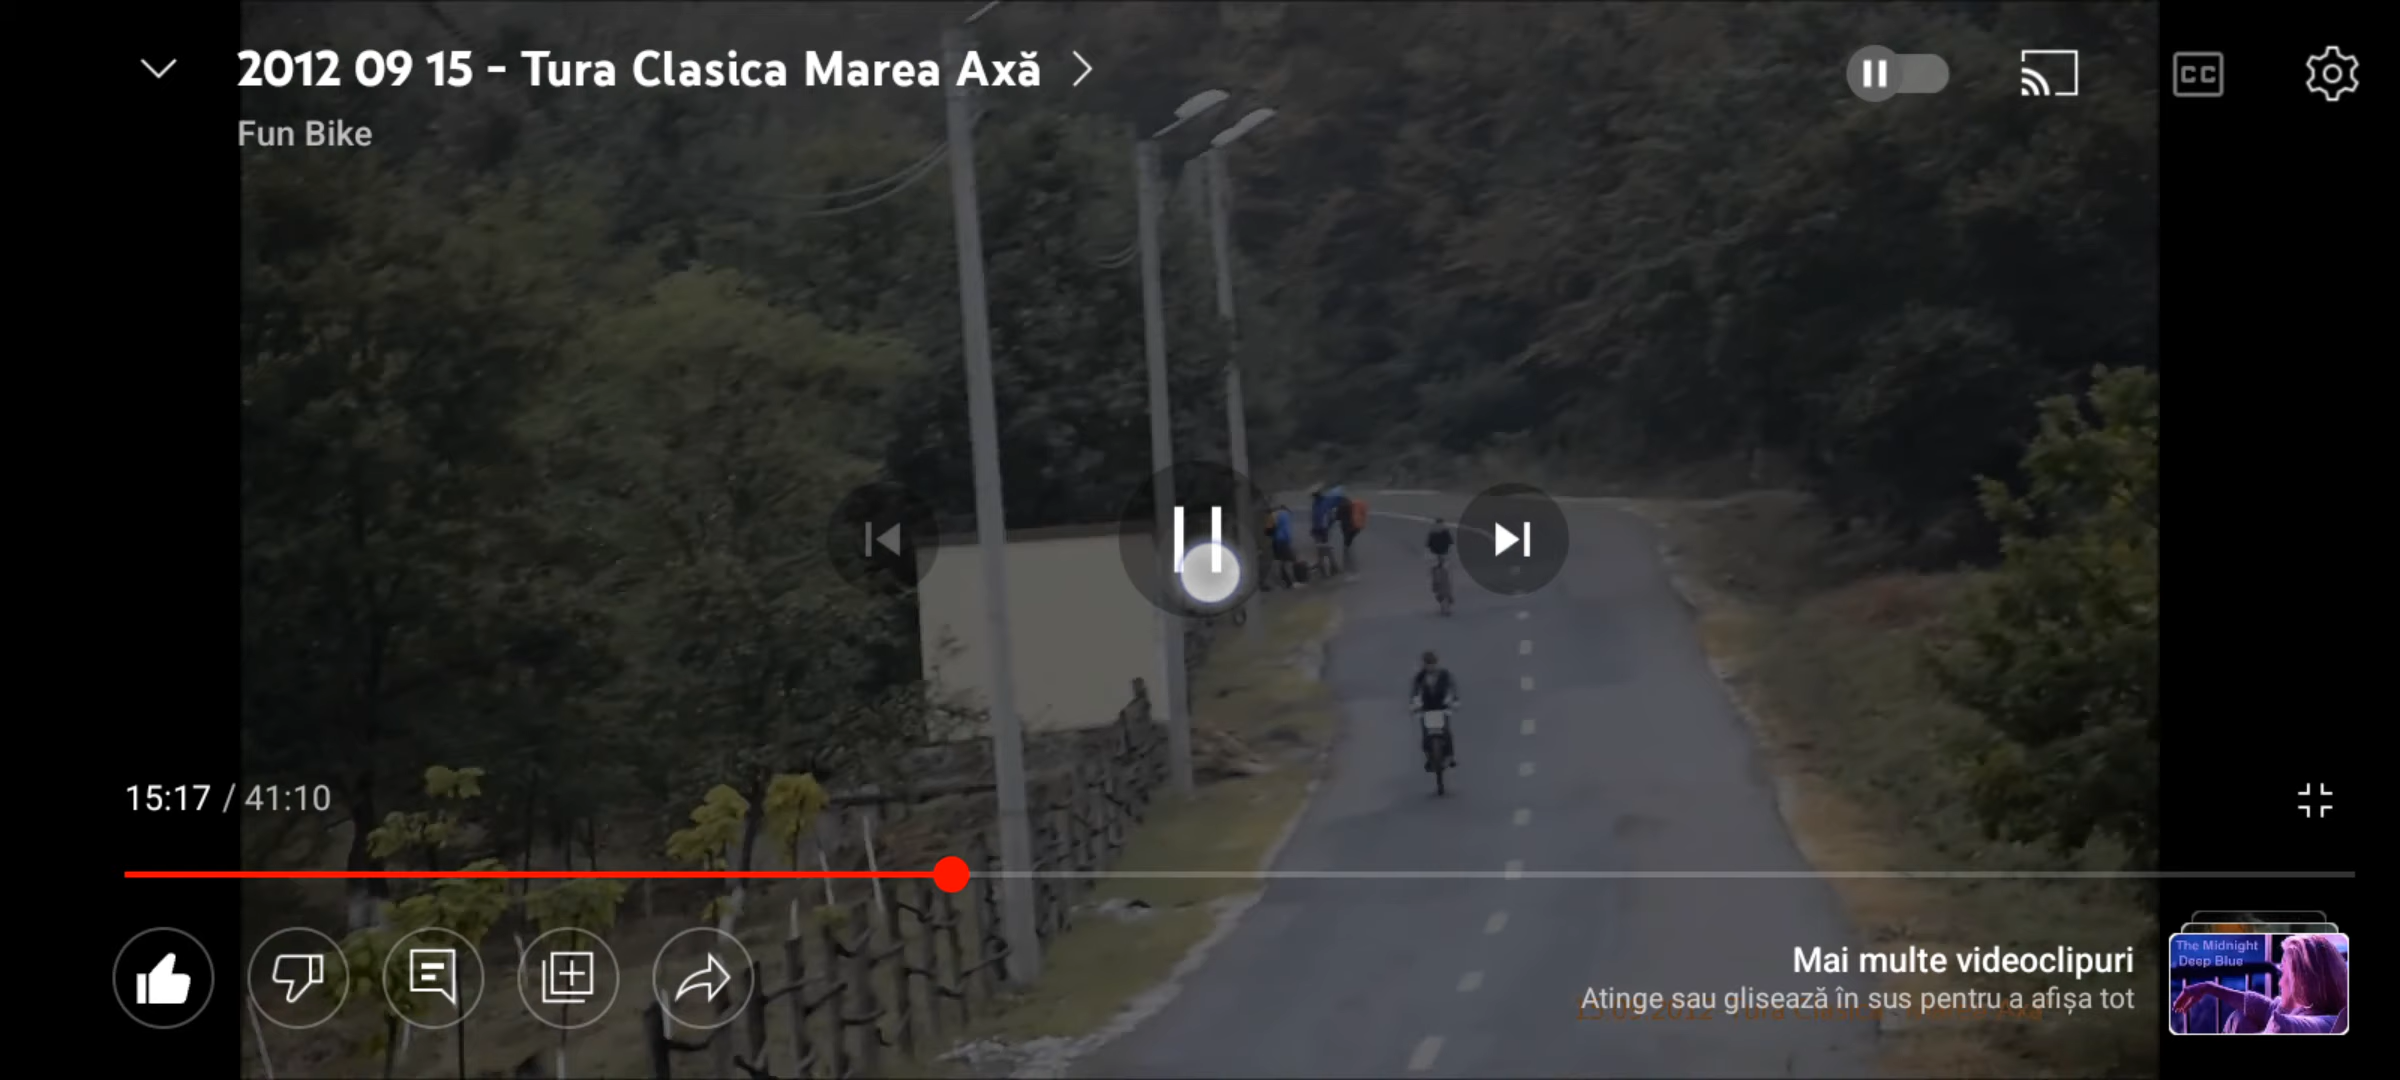 2012 09 15 - Tura Clasica Marea Axă
Fun Bike
CC
15:17 / 41:10
Mai multe videoclipuri
Atinge sau glisează în sus pentru a afișa tot
The Midnight
Deep Blue